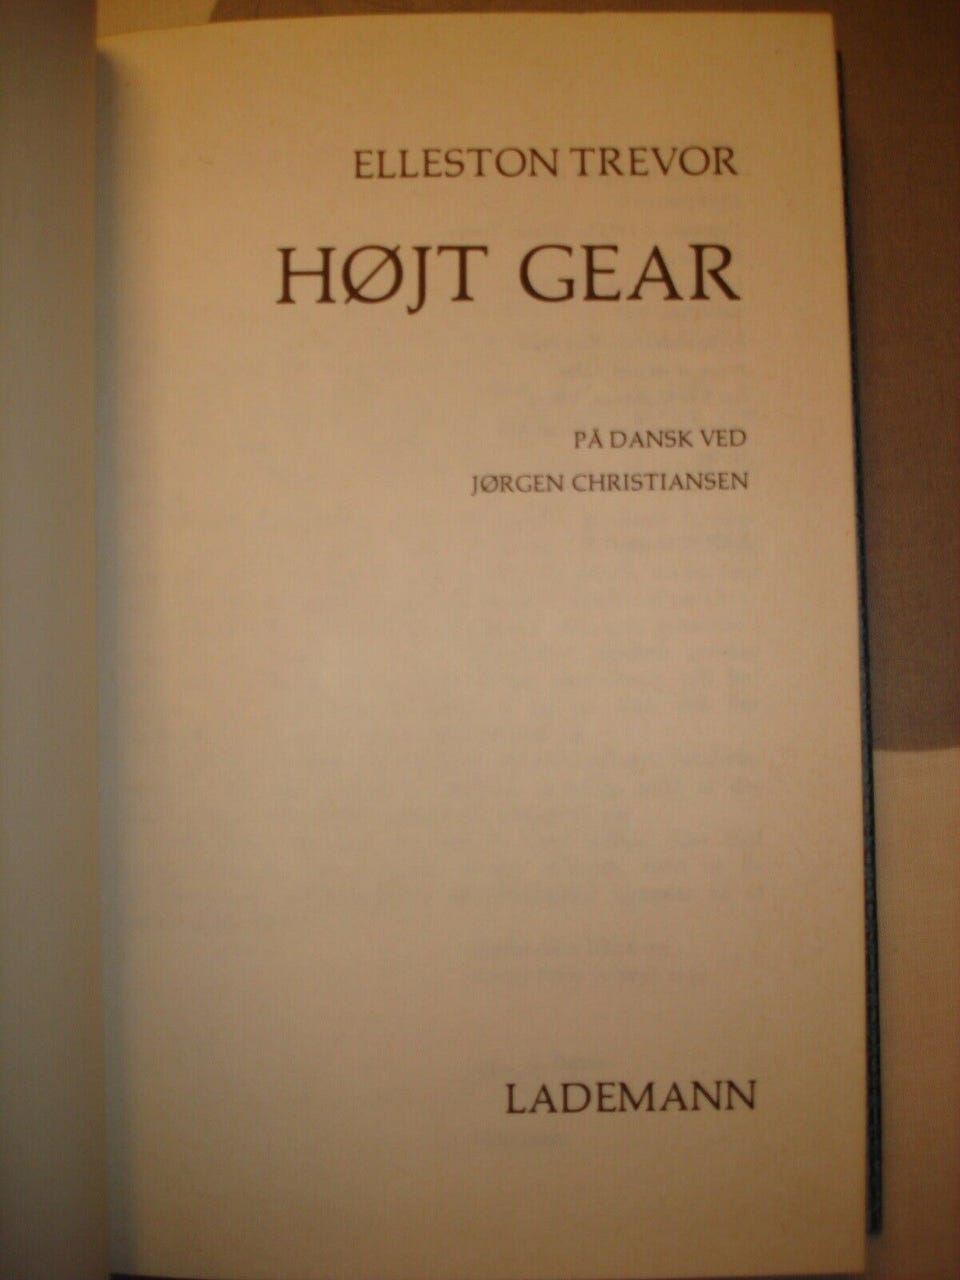 ELLESTON TREVOR
HØJT GEAR
PÅ DANSK VED
JØRGEN CHRISTIANSEN
LADEMANN